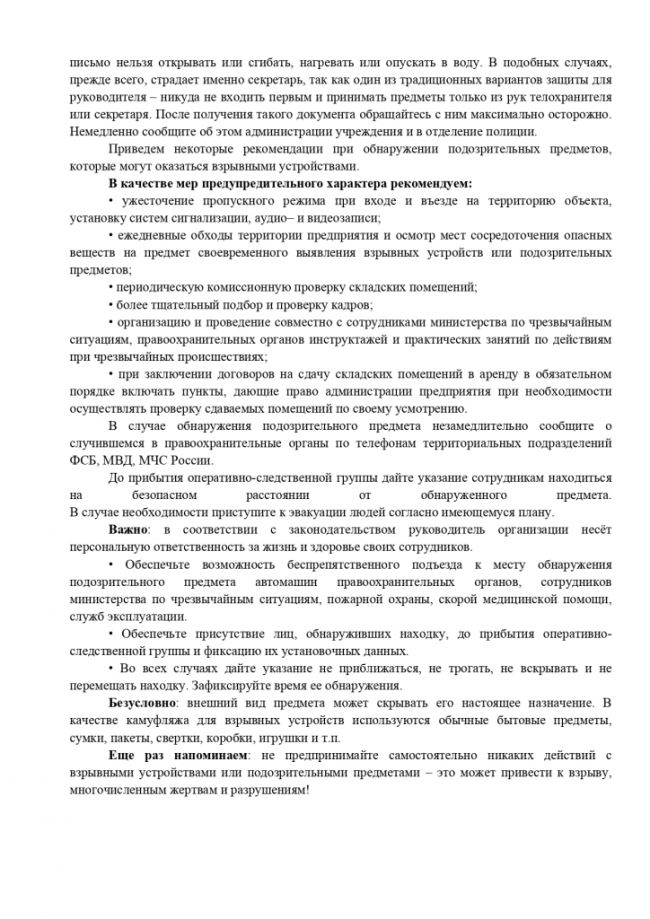 письмо нельзя открывать или сгибать, нагревать или опускать в воду. В подобных случаях,
прежде всего, страдает именно секретарь, так как один из традиционных вариантов защиты для
руководителя – никуда не входить первым и принимать предметы только из рук телохранителя
или секретаря. После получения такого документа обращайтесь с ним максимально осторожно.
Немедленно сообщите об этом администрации учреждения и в отделение полиции.
Приведем некоторые рекомендации при обнаружении подозрительных предметов,
которые могут оказаться взрывными устройствами.
В качестве мер предупредительного характера рекомендуем:
• ужесточение пропускного режима при входе и въезде на территорию объекта,
установку систем сигнализации, аудио– и видеозаписи;
• ежедневные обходы территории предприятия и осмотр мест сосредоточения опасных
веществ на предмет своевременного выявления взрывных устройств или подозрительных
предметов;
• периодическую комиссионную проверку складских помещений;
• более тщательный подбор и проверку кадров;
• организацию и проведение совместно с сотрудниками министерства по чрезвычайным
ситуациям, правоохранительных органов инструктажей и практических занятий по действиям
при чрезвычайных происшествиях;
• при заключении договоров на сдачу складских помещений в аренду в обязательном
порядке включать пункты, дающие право администрации предприятия при необходимости
осуществлять проверку сдаваемых помещений по своему усмотрению.
В случае обнаружения подозрительного предмета незамедлительно сообщите о
случившемся в правоохранительные органы по телефонам территориальных подразделений
ФСБ, МВД, МЧС России.
До прибытия оперативно-следственной группы дайте указание сотрудникам находиться
на безопасном расстоянии от обнаруженного предмета.
В случае необходимости приступите к эвакуации людей согласно имеющемуся плану.
Важно: в соответствии с законодательством руководитель организации несёт
персональную ответственность за жизнь и здоровье своих сотрудников.
• Обеспечьте возможность беспрепятственного подъезда к месту обнаружения
подозрительного предмета автомашин правоохранительных органов, сотрудников
министерства по чрезвычайным ситуациям, пожарной охраны, скорой медицинской помощи,
служб эксплуатации.
• Обеспечьте присутствие лиц, обнаруживших находку, до прибытия оперативно-
следственной группы и фиксацию их установочных данных.
• Во всех случаях дайте указание не приближаться, не трогать, не вскрывать и не
перемещать находку. Зафиксируйте время ее обнаружения.
Безусловно: внешний вид предмета может скрывать его настоящее назначение. В
качестве камуфляжа для взрывных устройств используются обычные бытовые предметы,
сумки, пакеты, свертки, коробки, игрушки и т.п.
Еще раз напоминаем: не предпринимайте самостоятельно никаких действий с
взрывными устройствами или подозрительными предметами – это может привести к взрыву,
многочисленным жертвам и разрушениям!